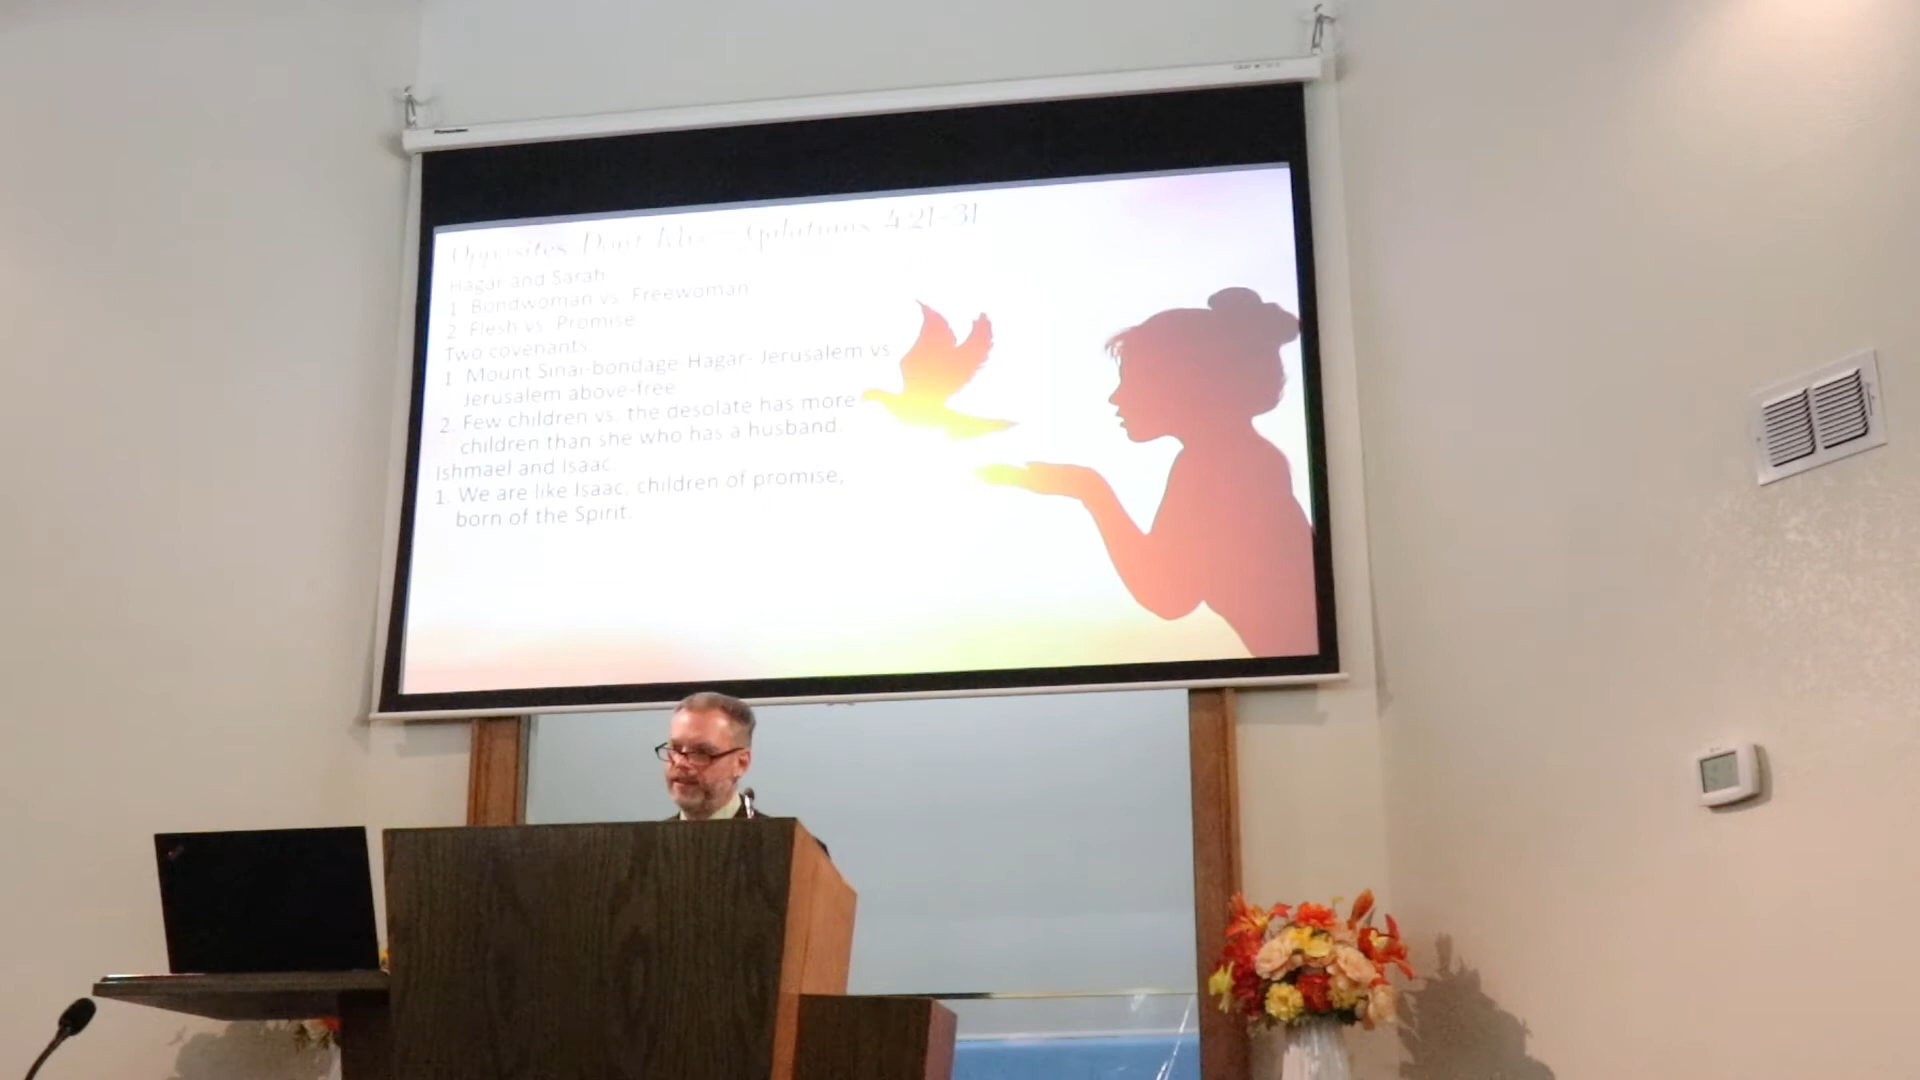 Opposites Don't Mix – Galatians 4:21-31
Hagar and Sarah
1. Bondwoman vs. Freewoman
2. Flesh vs. Promise
Two covenants
1. Mount Sinai-bondage Hagar- Jerusalem vs.
Jerusalem above-free
2. Few children vs. the desolate has more
children than she who has a husband.
Ishmael and Isaac.
1. We are like Isaac, children of promise,
born of the Spirit.